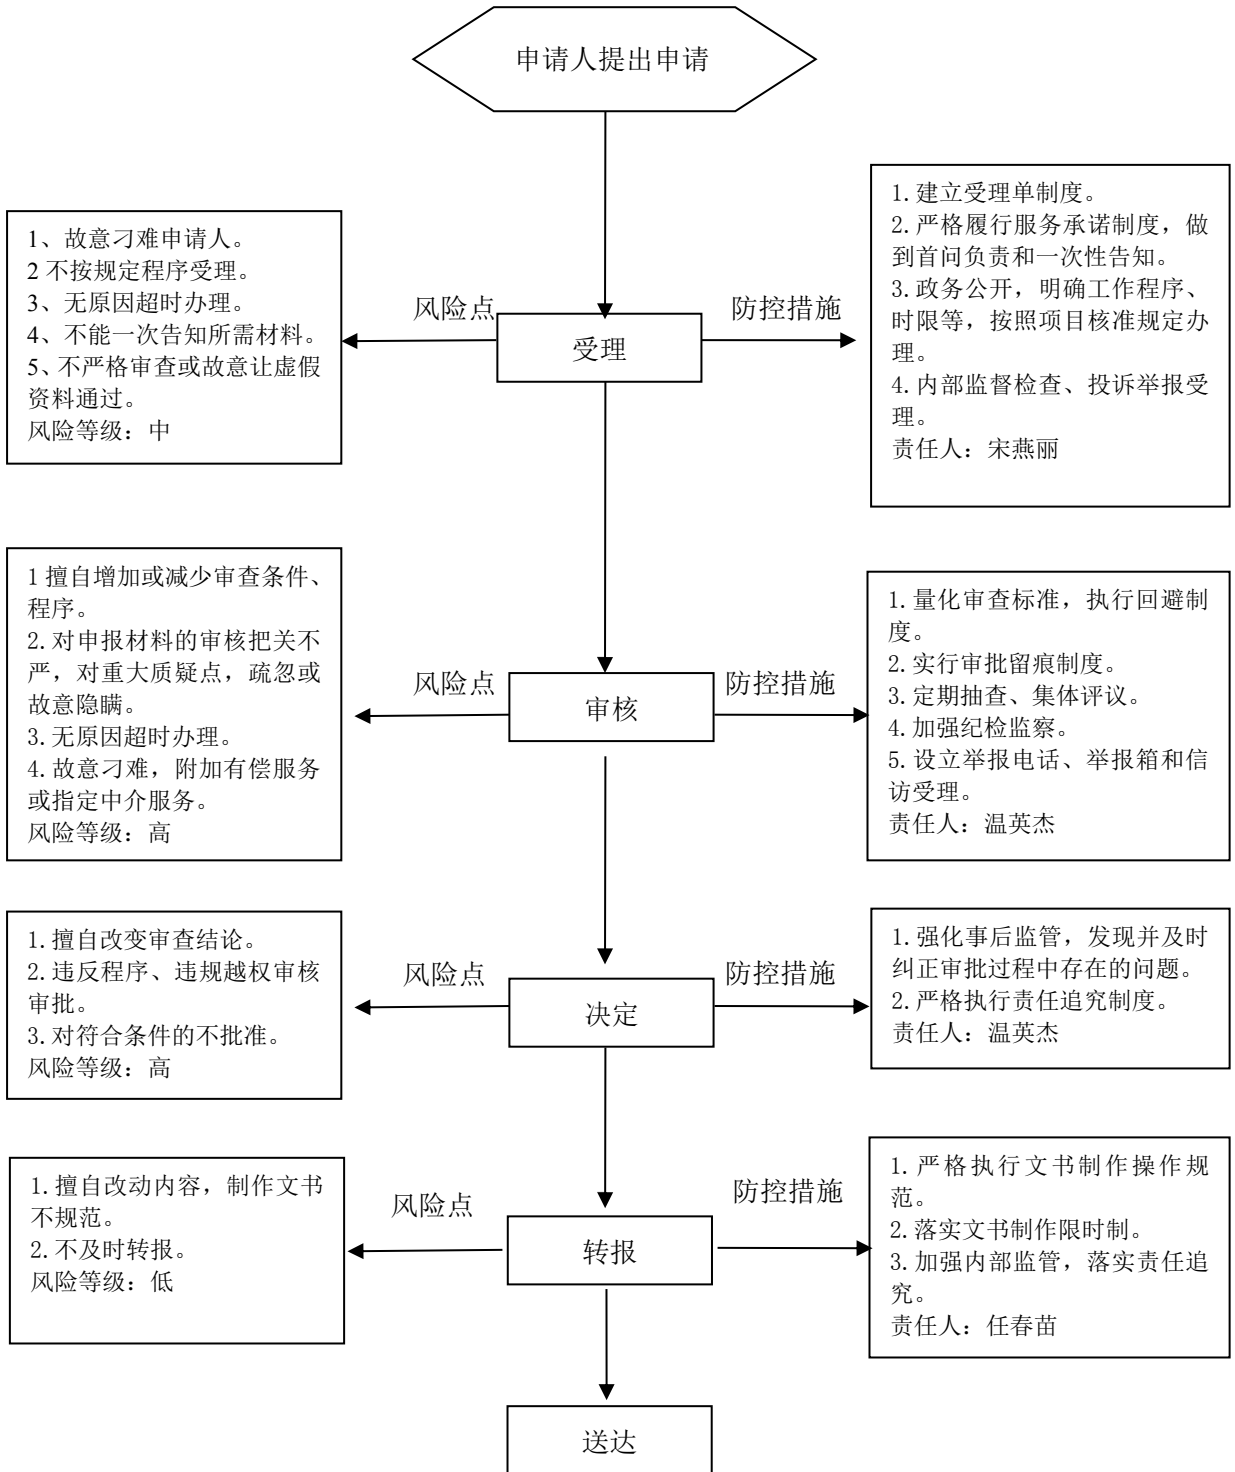 申请人提出申请
1、故意刁难申请人。
2 不按规定程序受理。
3、无原因超时办理。
4、不能一次告知所需材料。
5、不严格审查或故意让虚假
资料通过。
风险等级：中
风险点
受理
防控措施
1.建立受理单制度。
2.严格履行服务承诺制度，做
到首问负责和一次性告知。
3.政务公开，明确工作程序、
时限等，按照项目核准规定办
理。
4.内部监督检查、投诉举报受
理。
责任人：宋燕丽
1 擅自增加或减少审查条件、
程序。
2.对申报材料的审核把关不
严，对重大质疑点，疏忽或
故意隐瞒。
3.无原因超时办理。
4.故意刁难，附加有偿服务
或指定中介服务。
风险等级：高
风险点
审核
防控措施
1.量化审查标准，执行回避制
度。
2.实行审批留痕制度。
3.定期抽查、集体评议。
4.加强纪检监察。
5.设立举报电话、举报箱和信
访受理。
责任人：温英杰
1.擅自改变审查结论。
2.违反程序、违规越权审核
审批。
3.对符合条件的不批准。
风险等级：高
风险点
决定
防控措施
1.强化事后监管，发现并及时
纠正审批过程中存在的问题。
2.严格执行责任追究制度。
责任人：温英杰
1.擅自改动内容，制作文书
不规范。
2.不及时转报。
风险等级：低
风险点
转报
防控措施
1.严格执行文书制作操作规
范。
2.落实文书制作限时制。
3.加强内部监管，落实责任追
究。
责任人：任春苗
送达